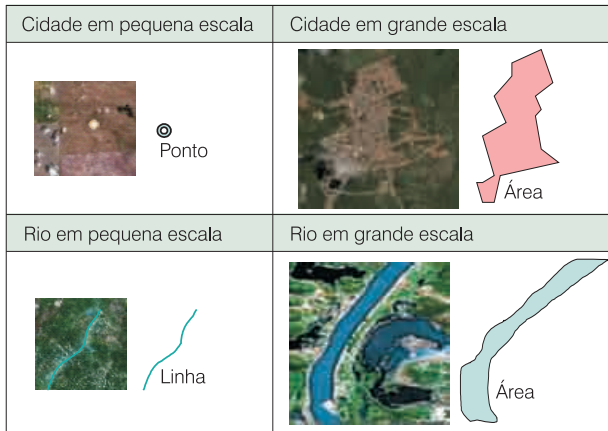 Cidade em pequena escala
Cidade em grande escala
Ponto
Área
Rio em pequena escala
Rio em grande escala
Linha
Área